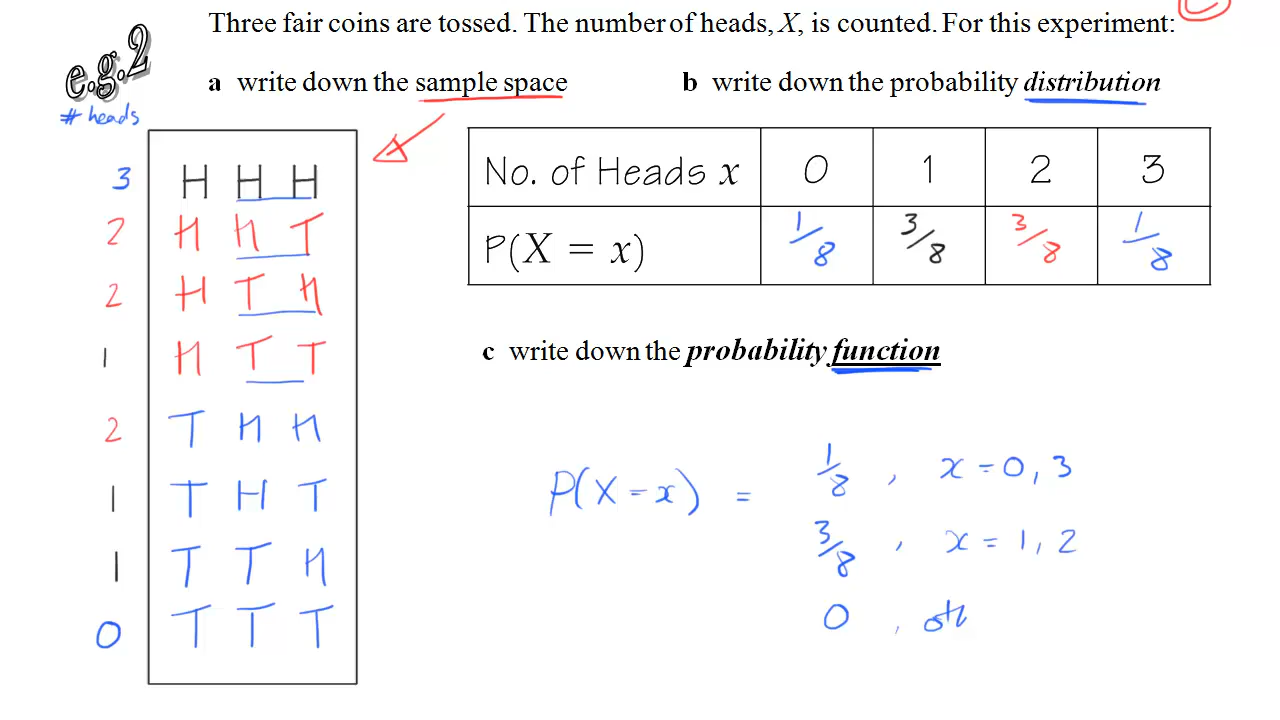 Three fair coins are tossed. The number of heads, X, is counted. For this experiment:
e.g.2
a write down the sample space
b write down the probability distribution
# heads
3 H H H
2 H H T
2 H T H
1 H T T
2 T H H
1 T H T
1 T T H
0 T T T
No. of Heads x 0 1 2 3
P(X = x) 1/8 3/8 3/8 1/8
c write down the probability function
P(X = x) = 1/8 , x = 0, 3
3/8 , x = 1, 2
0 , oth